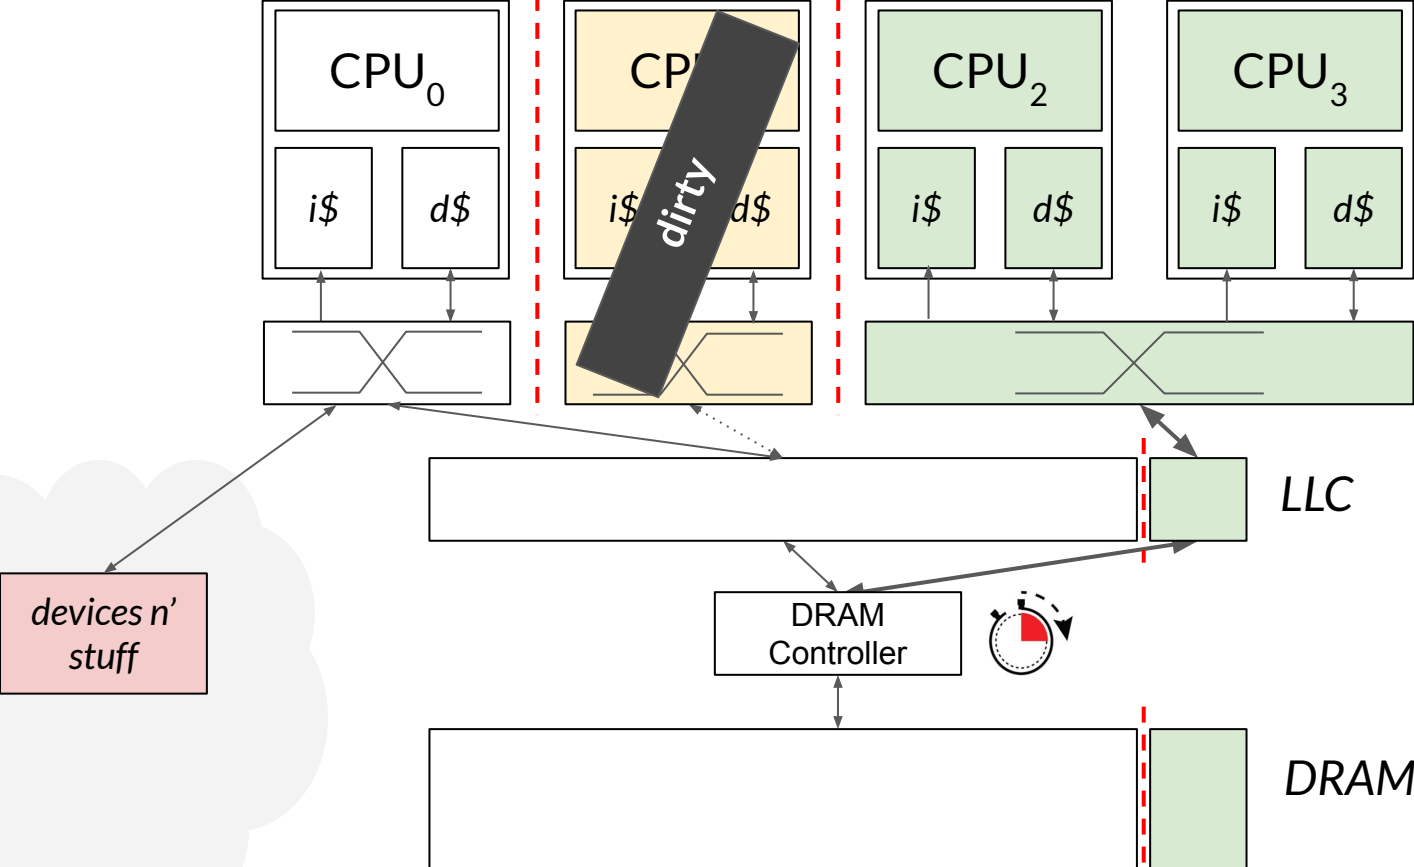 CPU0
CP
CPU2
CPU3
i$
d$
i$
dirty
d$
i$
d$
i$
d$
LLC
devices n’
stuff
DRAM
Controller
DRAM